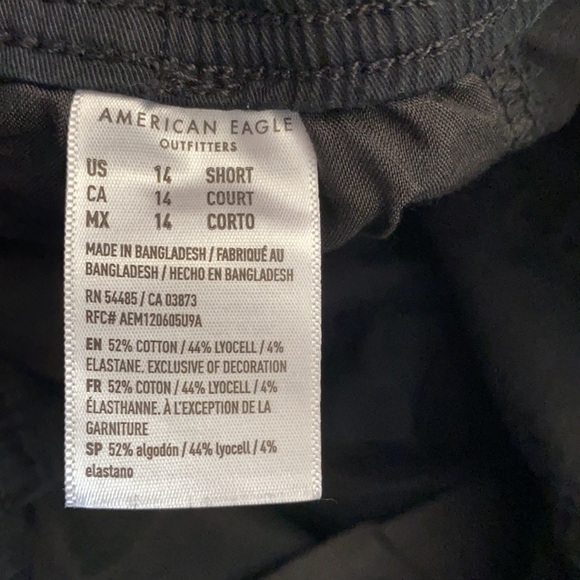 AMERICAN EAGLE
OUTFITTERS
US 14 SHORT
CA 14 COURT
MX 14 CORTO
MADE IN BANGLADESH / FABRIQUÉ AU
BANGLADESH / HECHO EN BANGLADESH
RN 54485 / CA 03873
RFC# AEM120605U9A
EN 52% COTTON / 44% LYOCELL / 4%
ELASTANE. EXCLUSIVE OF DECORATION
FR 52% COTON / 44% LYOCELL / 4%
ÉLASTHANNE. À L'EXCEPTION DE LA
GARNITURE
SP 52% algodón / 44% lyocell / 4%
elastano